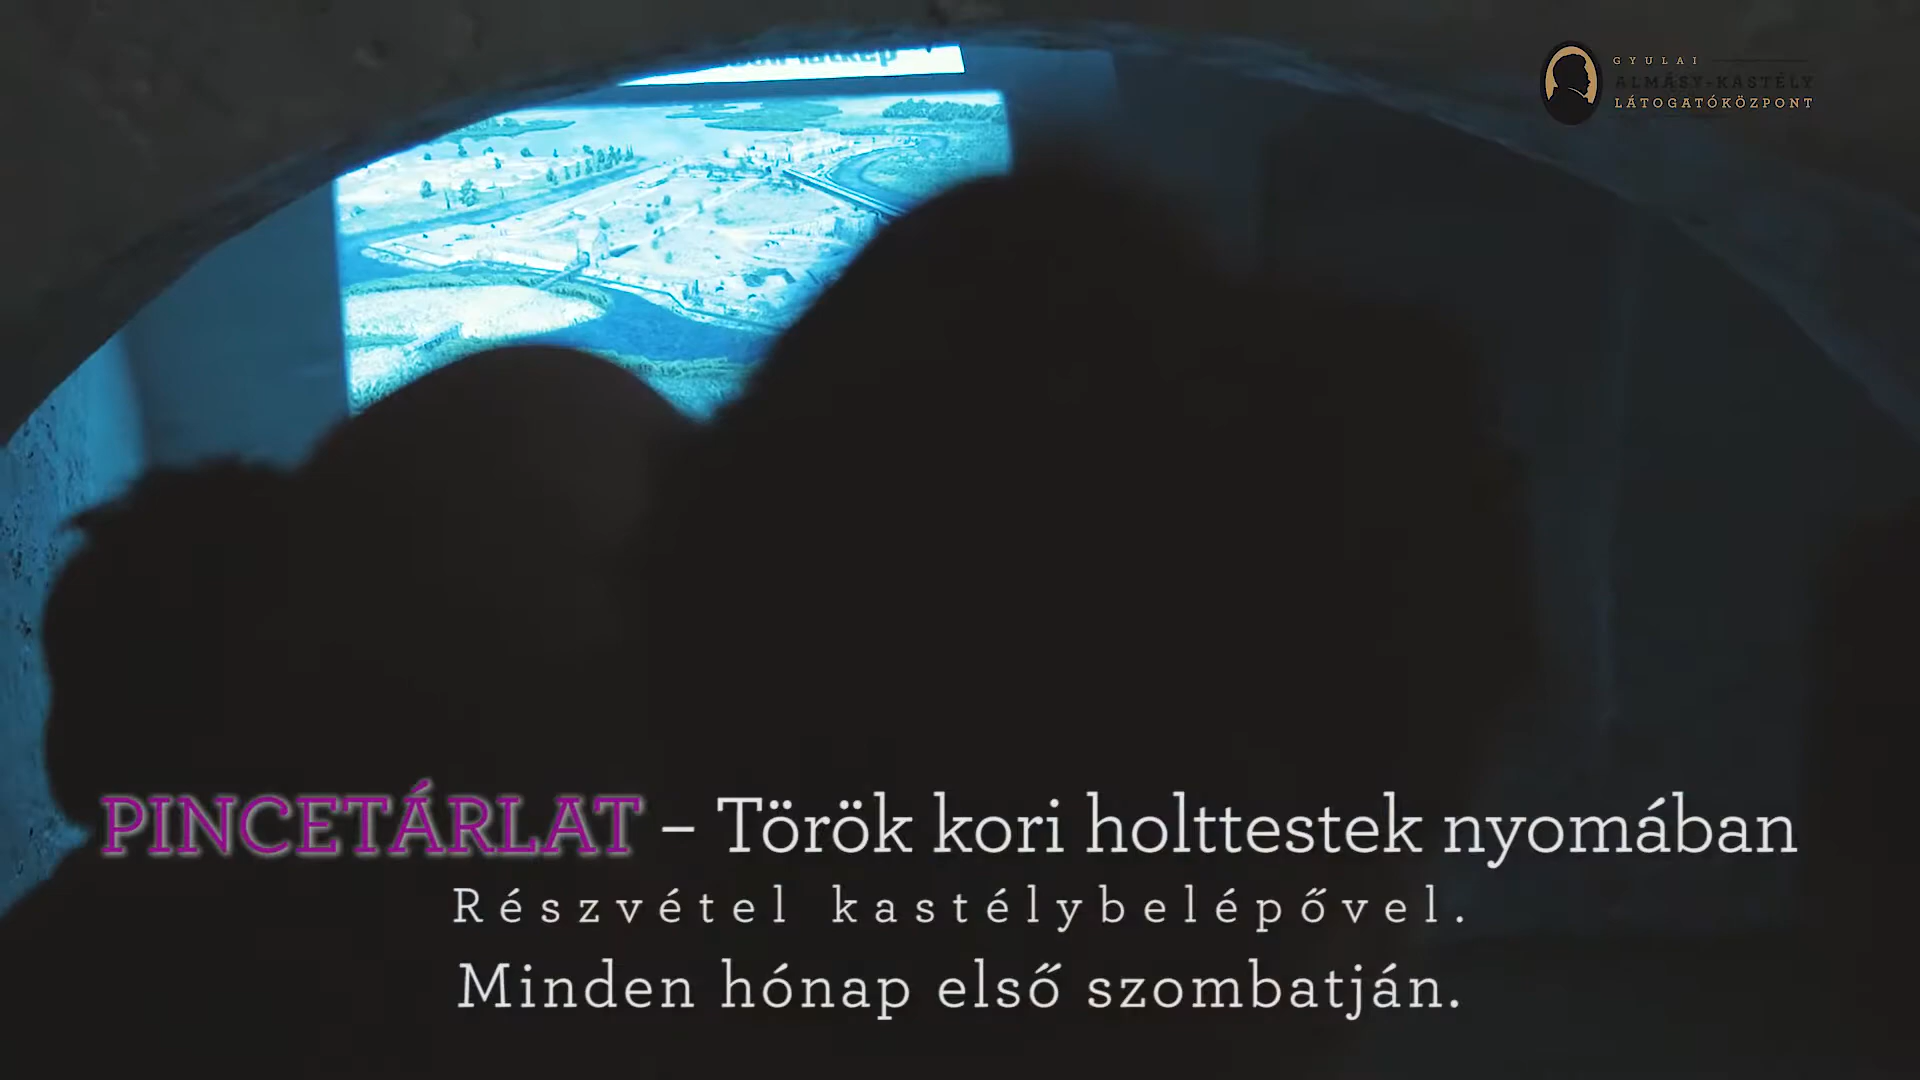 GYULAI
ALMÁSY-KASTÉLY
LÁTOGATÓKÖZPONT
PINCETÁRLAT – Török kori holttestek nyomában
Részvétel kastélybelépővel.
Minden hónap első szombatján.